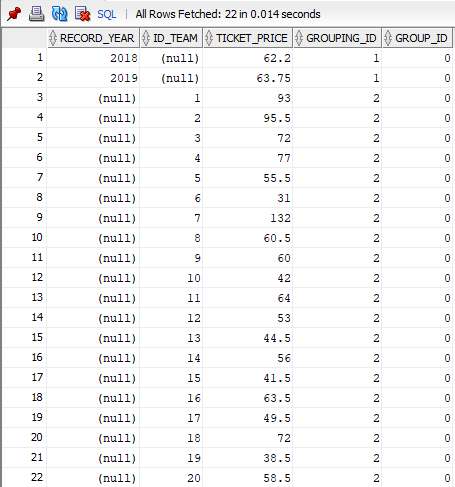 SQL | All Rows Fetched: 22 in 0.014 seconds
RECORD_YEAR ID_TEAM TICKET_PRICE GROUPING_ID GROUP_ID
1 2018 (null) 62.2 1 0
2 2019 (null) 63.75 1 0
3 (null) 1 93 2 0
4 (null) 2 95.5 2 0
5 (null) 3 72 2 0
6 (null) 4 77 2 0
7 (null) 5 55.5 2 0
8 (null) 6 31 2 0
9 (null) 7 132 2 0
10 (null) 8 60.5 2 0
11 (null) 9 60 2 0
12 (null) 10 42 2 0
13 (null) 11 64 2 0
14 (null) 12 53 2 0
15 (null) 13 44.5 2 0
16 (null) 14 56 2 0
17 (null) 15 41.5 2 0
18 (null) 16 63.5 2 0
19 (null) 17 49.5 2 0
20 (null) 18 72 2 0
21 (null) 19 38.5 2 0
22 (null) 20 58.5 2 0